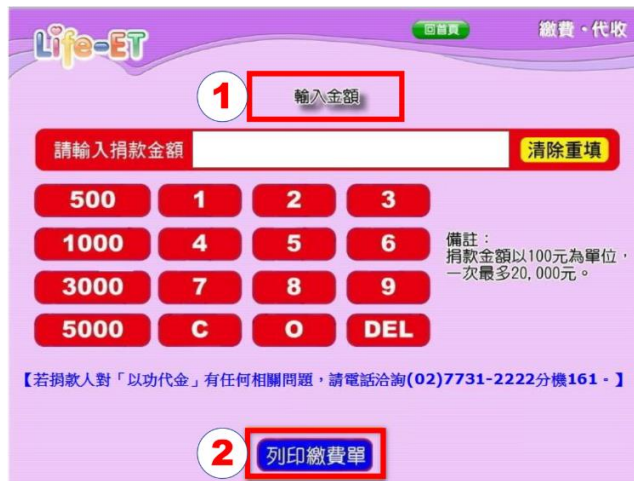 Life-ET
回首頁
繳費・代收
1
輸入金額
請輸入捐款金額
清除重填
500 1 2 3
1000 4 5 6
3000 7 8 9
5000 C O DEL
備註：
捐款金額以100元為單位，
一次最多20,000元。
【若捐款人對「以功代金」有任何相關問題，請電話洽詢(02)7731-2222分機161。】
2
列印繳費單